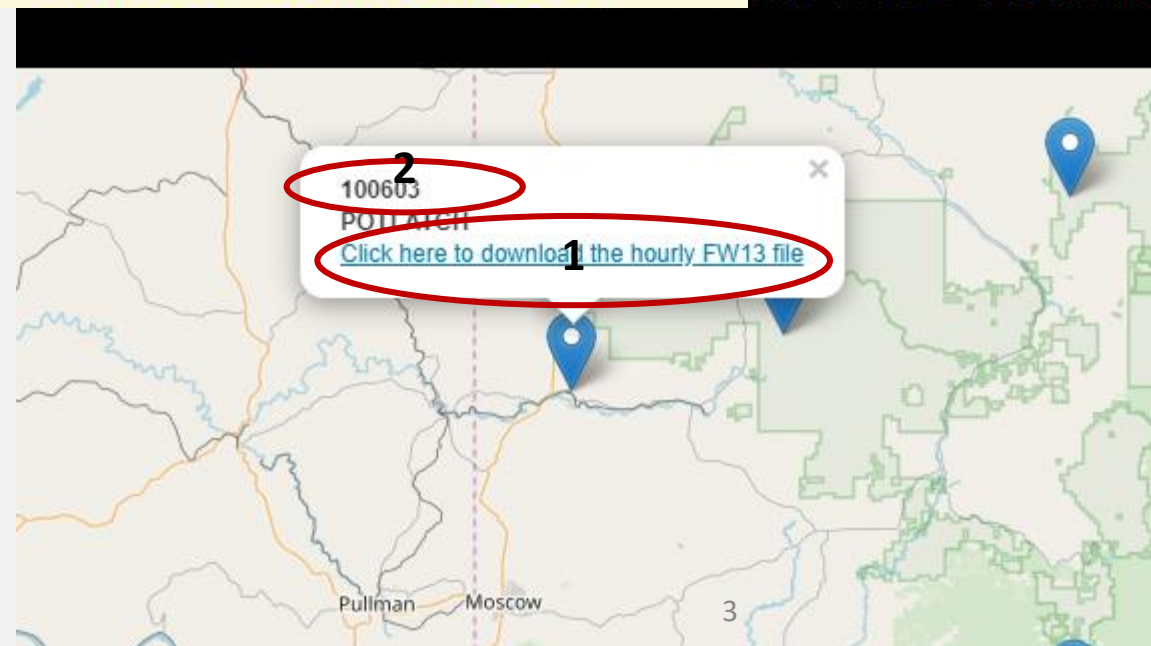 2
100603
POTLATCH
Click here to download the hourly FW13 file
1
Pullman
Moscow
3